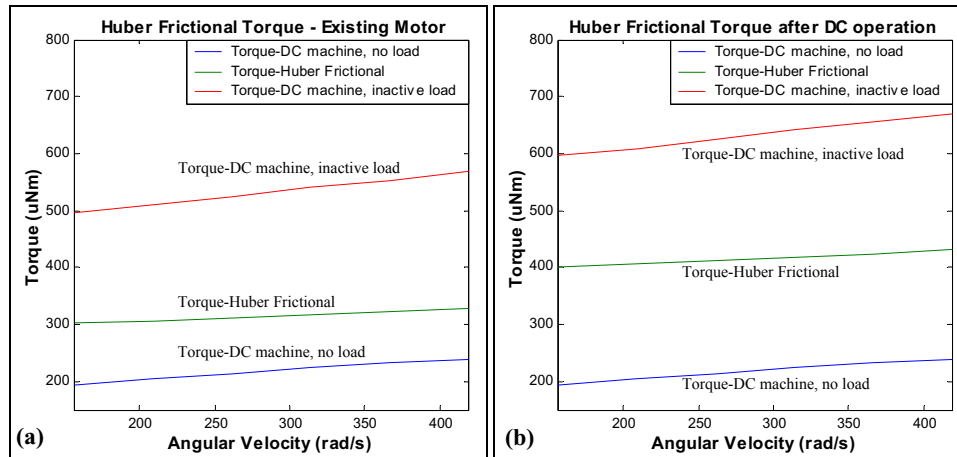 Huber Frictional Torque - Existing Motor
800
700
600
500
400
300
200
Torque (uNm)
Torque-DC machine, no load
Torque-Huber Frictional
Torque-DC machine, inactive load
Torque-DC machine, inactive load
Torque-Huber Frictional
Torque-DC machine, no load
200 250 300 350 400
(a)
Angular Velocity (rad/s)
Huber Frictional Torque after DC operation
800
700
600
500
400
300
200
Torque (uNm)
Torque-DC machine, no load
Torque-Huber Frictional
Torque-DC machine, inactive load
Torque-DC machine, inactive load
Torque-Huber Frictional
Torque-DC machine, no load
200 250 300 350 400
(b)
Angular Velocity (rad/s)